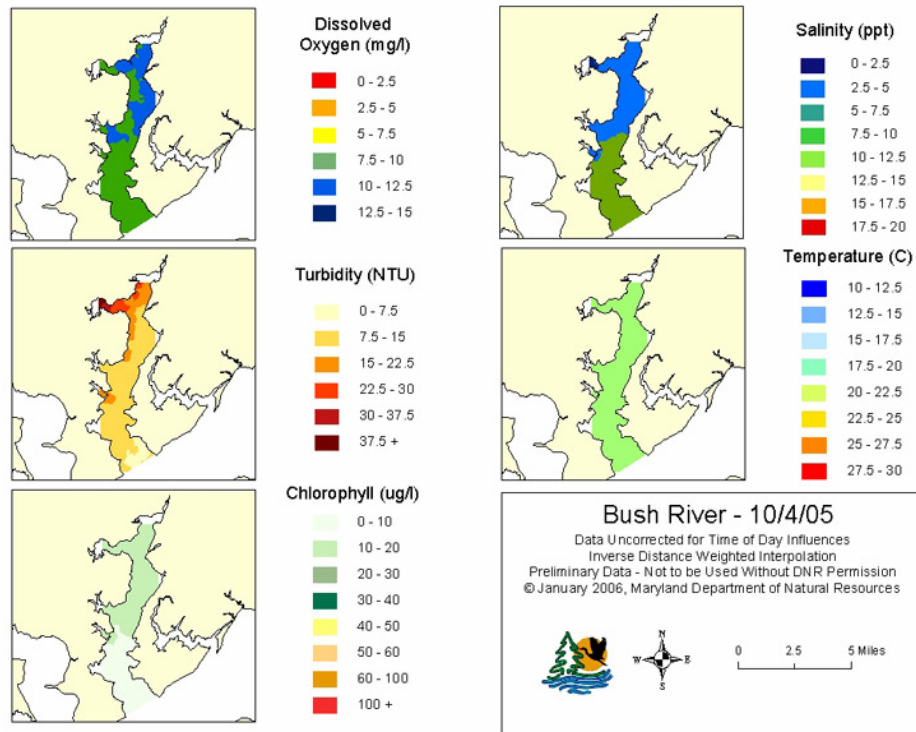 Dissolved
Oxygen (mg/l)
0 - 2.5
2.5 - 5
5 - 7.5
7.5 - 10
10 - 12.5
12.5 - 15
Salinity (ppt)
0 - 2.5
2.5 - 5
5 - 7.5
7.5 - 10
10 - 12.5
12.5 - 15
15 - 17.5
17.5 - 20
Turbidity (NTU)
0 - 7.5
7.5 - 15
15 - 22.5
22.5 - 30
30 - 37.5
37.5 +
Temperature (C)
10 - 12.5
12.5 - 15
15 - 17.5
17.5 - 20
20 - 22.5
22.5 - 25
25 - 27.5
27.5 - 30
Chlorophyll (ug/l)
0 - 10
10 - 20
20 - 30
30 - 40
40 - 50
50 - 60
60 - 100
100 +
Bush River - 10/4/05
Data Uncorrected for Time of Day Influences
Inverse Distance Weighted Interpolation
Preliminary Data - Not to be Used Without DNR Permission
© January 2006, Maryland Department of Natural Resources
N
W E
S
0 2.5 5 Miles